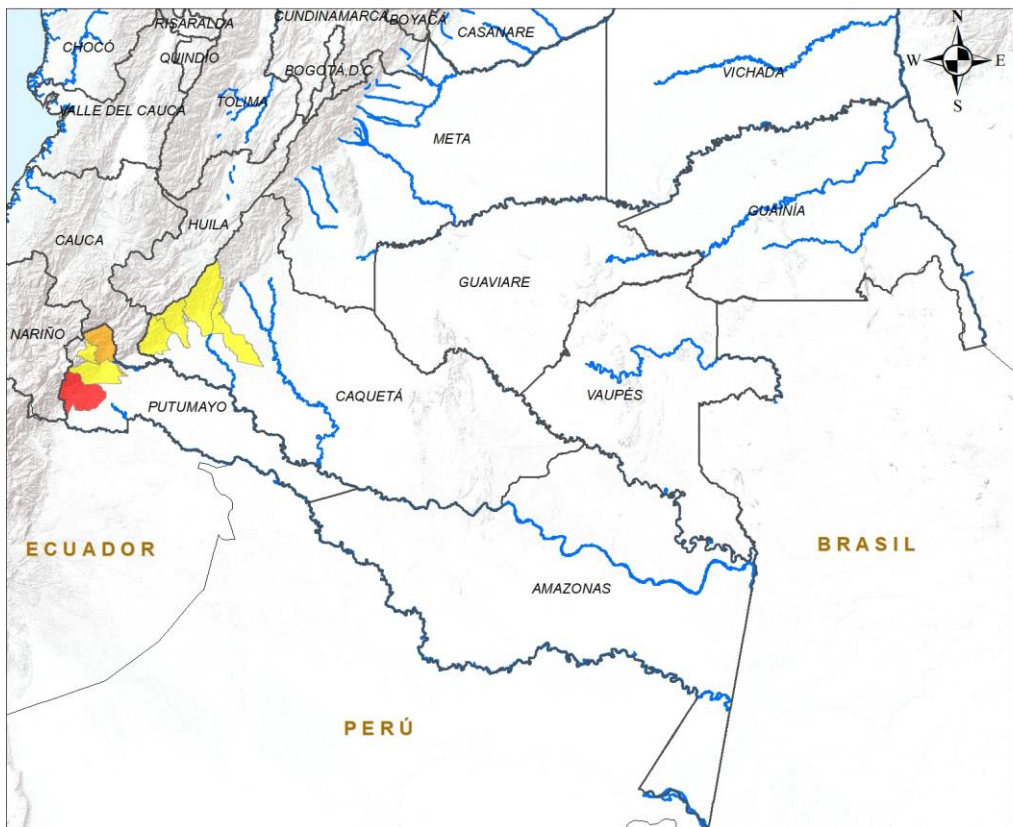 RISARALDA
CUNDINAMARCA
BOYACÁ
CASANARE
N
CHOCÓ
QUINDÍO
BOGOTÁ, D.C
VICHADA
W
E
S
VALLE DEL CAUCA
TOLIMA
META
GUAINÍA
HUILA
CAUCA
GUAVIARE
NARIÑO
CAQUETÁ
VAUPÉS
PUTUMAYO
ECUADOR
BRASIL
AMAZONAS
PERÚ